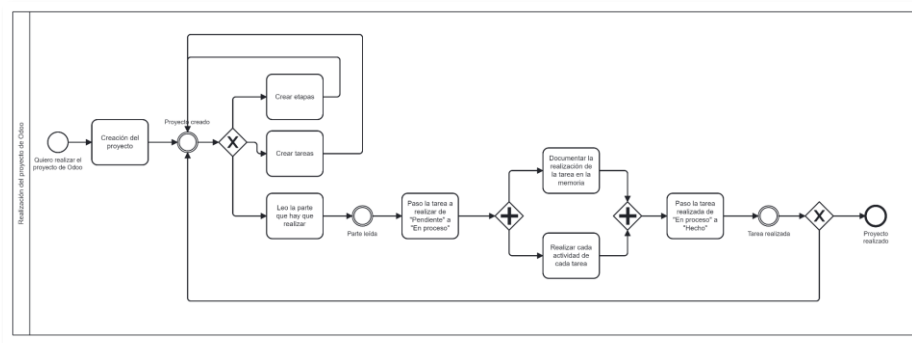 Realización del proyecto de Odoo
Quiero realizar el
proyecto de Odoo
Creación del
proyecto
Proyecto creado
Crear etapas
Crear tareas
Leo la parte
que hay que
realizar
Parte leída
Paso la tarea a
realizar de
"Pendiente" a
"En proceso"
Documentar la
realización de
la tarea en la
memoria
Realizar cada
actividad de
cada tarea
Paso la tarea
realizada de
"En proceso" a
"Hecho"
Tarea realizada
Proyecto
realizado